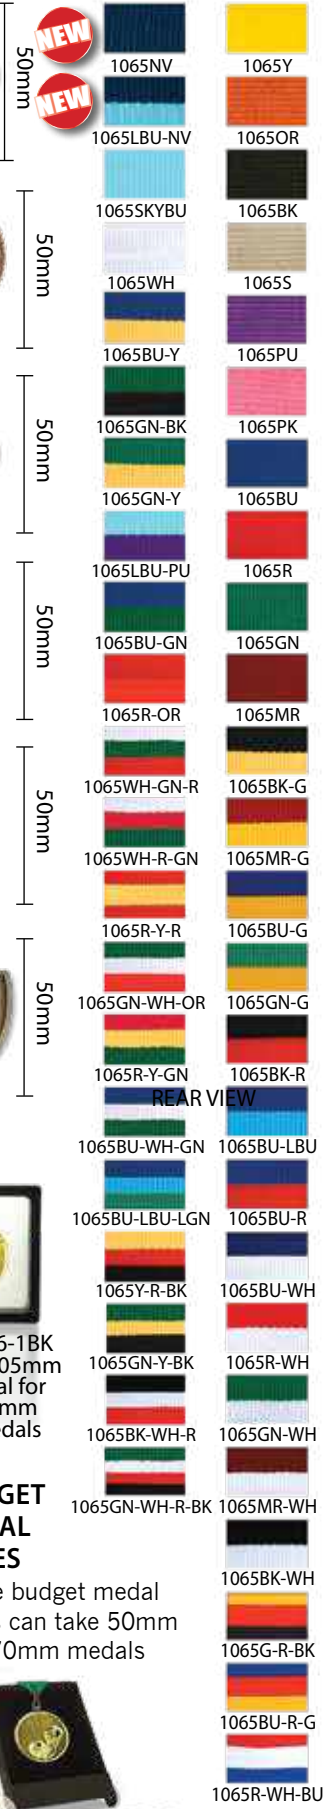 50mm
NEW
1065NV
1065Y
NEW
1065LBU-NV
1065OR
1065SKYBU
1065BK
50mm
1065WH
1065S
1065BU-Y
1065PU
50mm
1065GN-BK
1065PK
1065GN-Y
1065BU
1065LBU-PU
1065R
50mm
1065BU-GN
1065GN
1065R-OR
1065MR
50mm
1065WH-GN-R
1065BK-G
1065WH-R-GN
1065MR-G
1065R-Y-R
1065BU-G
50mm
1065GN-WH-OR
1065GN-G
1065R-Y-GN
1065BK-R
REAR VIEW
1065BU-WH-GN
1065BU-LBU
1065BU-LBU-LGN
1065BU-R
1065Y-R-BK
1065BU-WH
6-1BK
05mm
al for
mm
dals
1065GN-Y-BK
1065R-WH
1065BK-WH-R
1065GN-WH
1065GN-WH-R-BK
1065MR-WH
GET
AL
ES
1065BK-WH
e budget medal
s can take 50mm
70mm medals
1065G-R-BK
1065BU-R-G
1065R-WH-BU